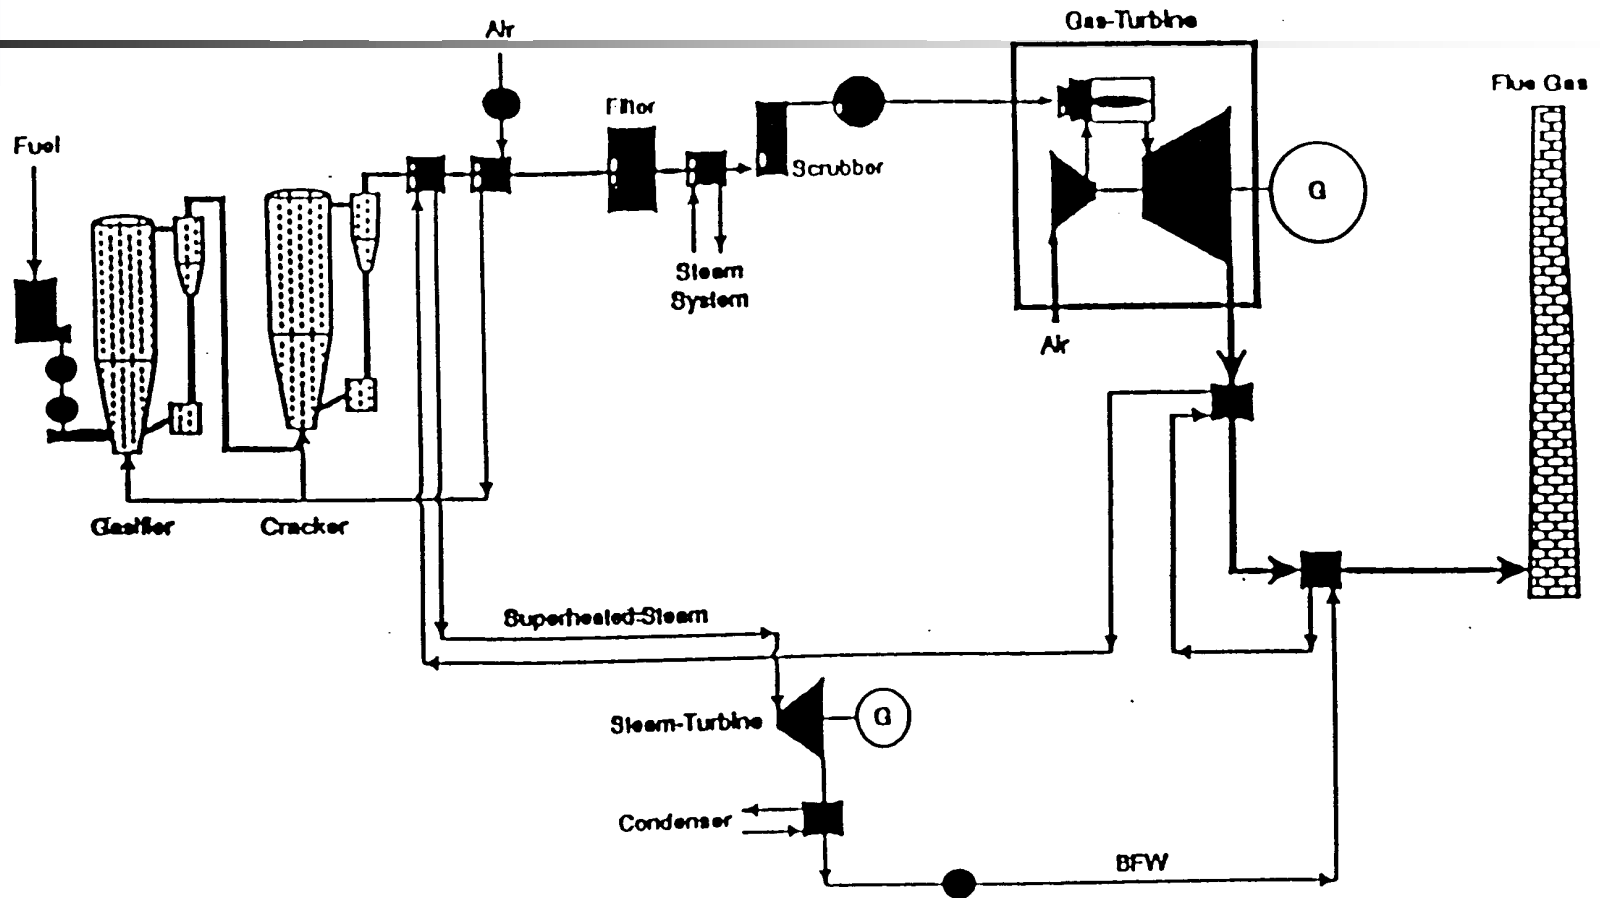 Gas-Turbine
Air
Flue Gas
Filter
Fuel
Scrubber
G
Steam
System
Air
Gasifier
Cracker
Superheated-Steam
Steam-Turbine
G
Condenser
BFW